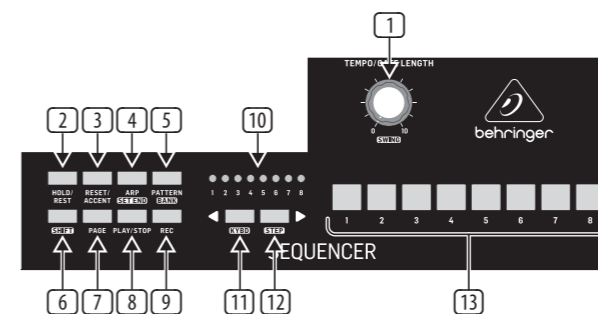 1
TEMPO/GATE LENGTH
0 10
SWING
behringer
2 3 4 5 10
HOLD/REST RESET/ACCENT ARP PATTERN
SET END BANK
1 2 3 4 5 6 7 8
SHIFT PAGE PLAY/STOP REC KYBD STEP
1 2 3 4 5 6 7 8
SEQUENCER
6 7 8 9 11 12 13